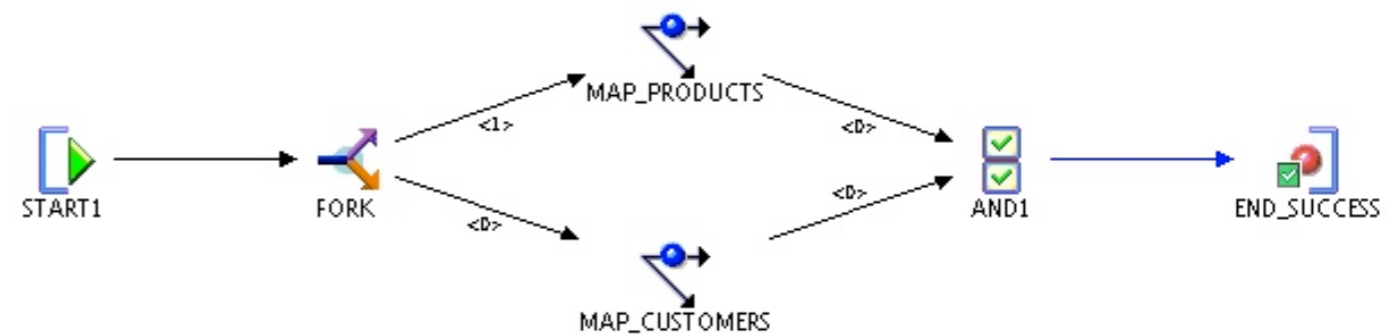 MAP_PRODUCTS
<1>
<D>
START1
FORK
AND1
END_SUCCESS
<D>
<D>
MAP_CUSTOMERS